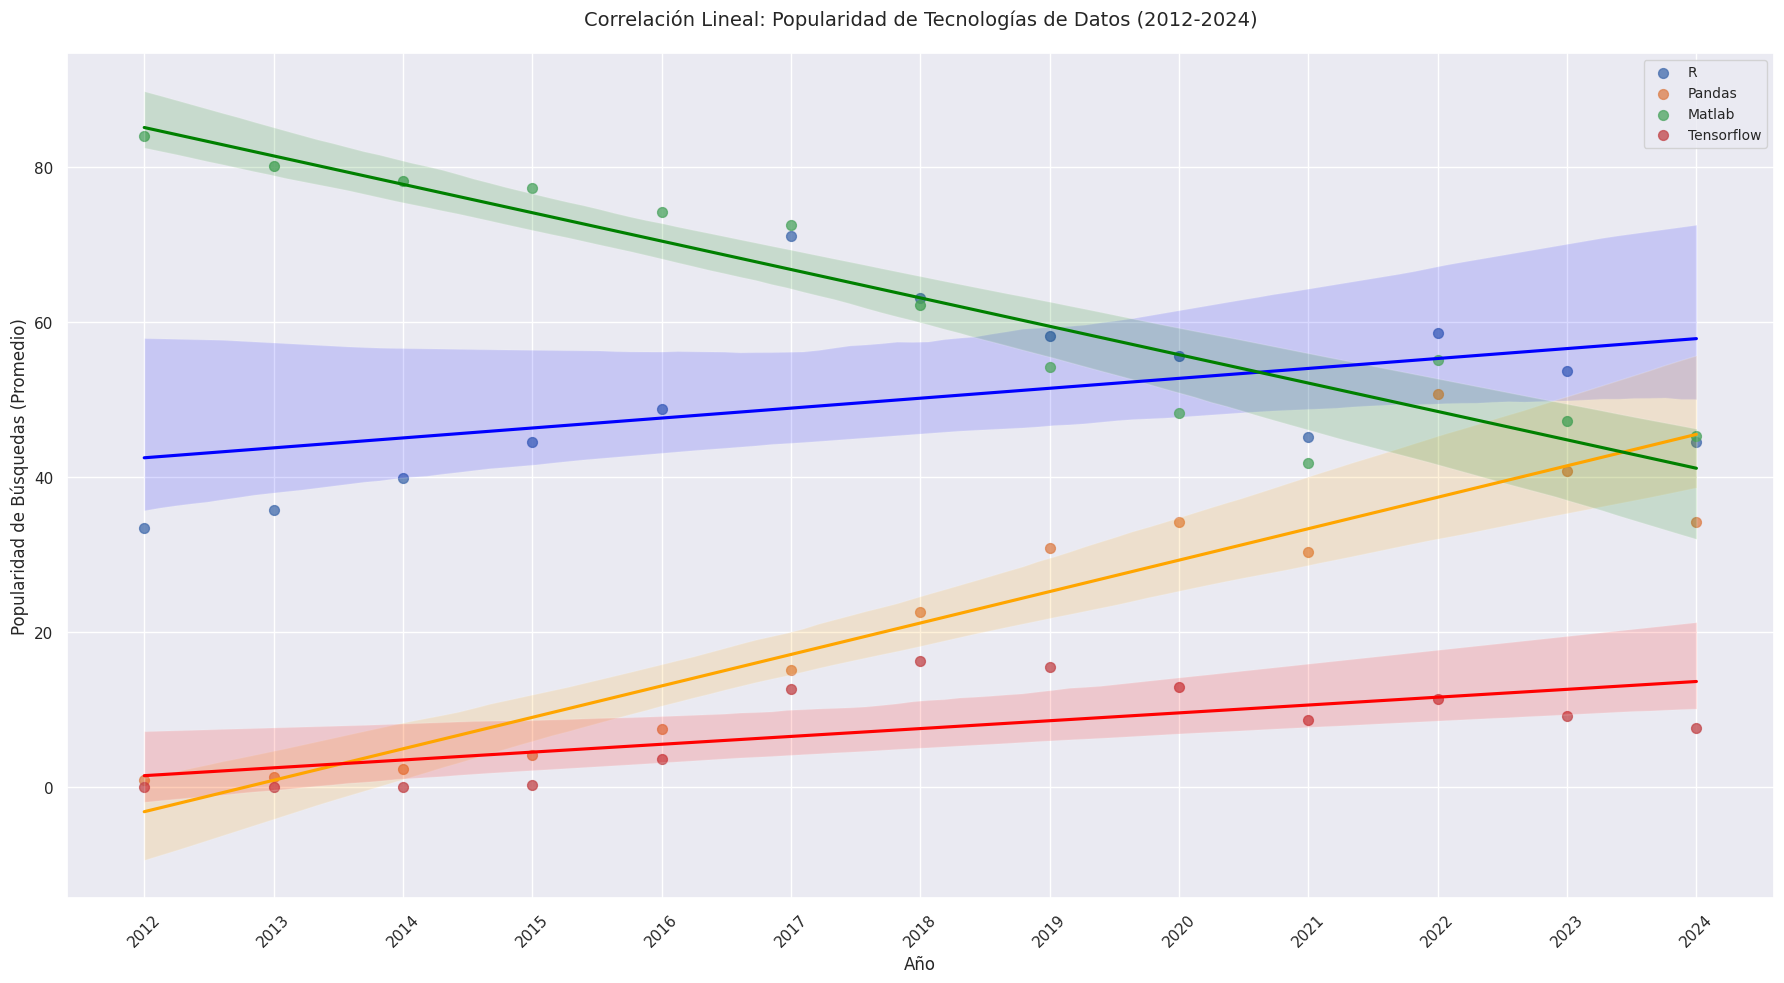 Correlación Lineal: Popularidad de Tecnologías de Datos (2012-2024)
R
Pandas
Matlab
Tensorflow
Popularidad de Búsquedas (Promedio)
80
60
40
20
0
2012
2013
2014
2015
2016
2017
2018
2019
2020
2021
2022
2023
2024
Año